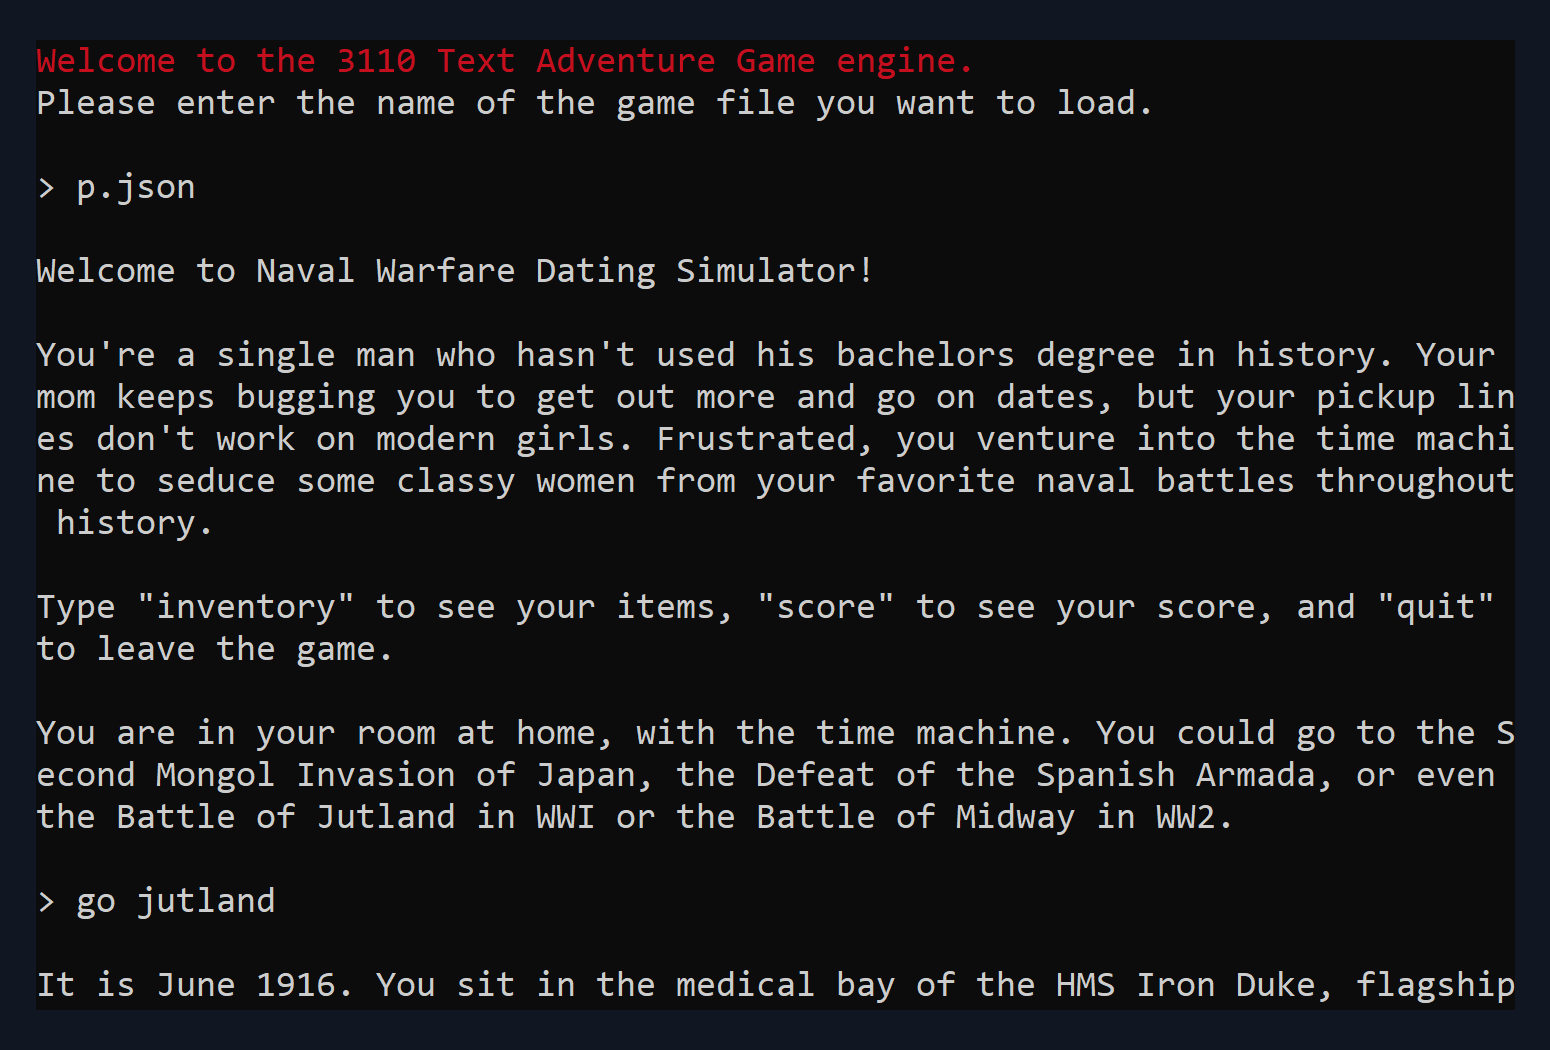 Welcome to the 3110 Text Adventure Game engine.
Please enter the name of the game file you want to load.
> p.json
Welcome to Naval Warfare Dating Simulator!
You're a single man who hasn't used his bachelors degree in history. Your
mom keeps bugging you to get out more and go on dates, but your pickup lin
es don't work on modern girls. Frustrated, you venture into the time machi
ne to seduce some classy women from your favorite naval battles throughout
 history.
Type "inventory" to see your items, "score" to see your score, and "quit"
to leave the game.
You are in your room at home, with the time machine. You could go to the S
econd Mongol Invasion of Japan, the Defeat of the Spanish Armada, or even
the Battle of Jutland in WWI or the Battle of Midway in WW2.
> go jutland
It is June 1916. You sit in the medical bay of the HMS Iron Duke, flagship